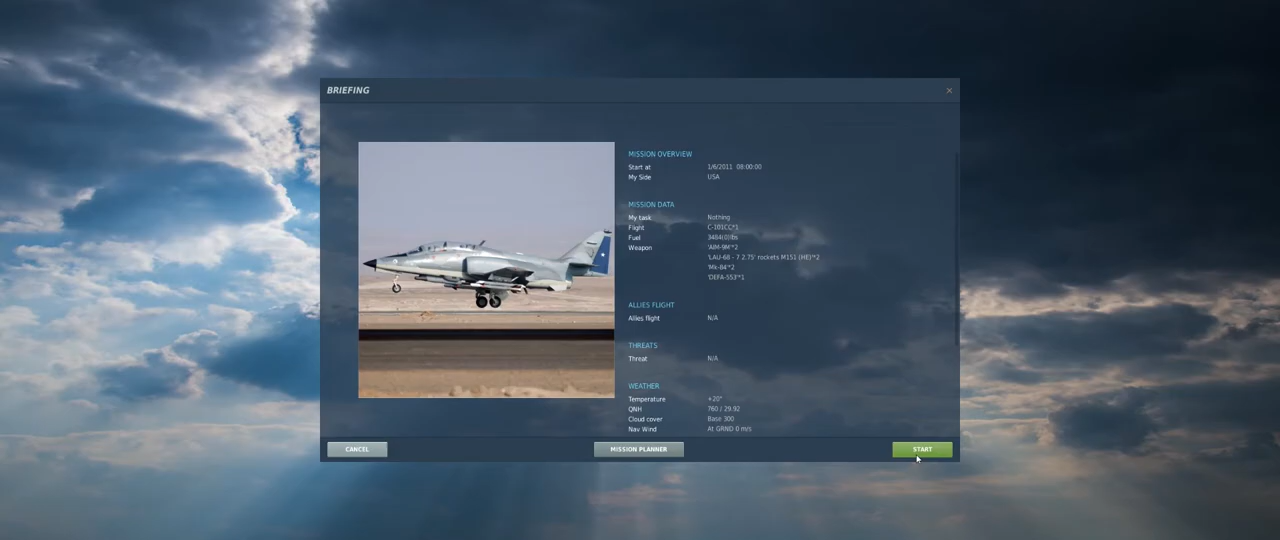 BRIEFING
×
MISSION OVERVIEW
Start at 1/6/2011 08:00:00
My Side USA
MISSION DATA
My task Nothing
Flight C-101CC*1
Fuel 3484(0)lbs
Weapon 'AIM-9M'*2
'LAU-68 - 7 2.75' rockets M151 (HE)'*2
'Mk-84'*2
'DEFA-553'*1
ALLIES FLIGHT
Allies flight N/A
THREATS
Threat N/A
WEATHER
Temperature +20°
QNH 760 / 29.92
Cloud cover Base 300
Nav Wind At GRND 0 m/s
CANCEL MISSION PLANNER START